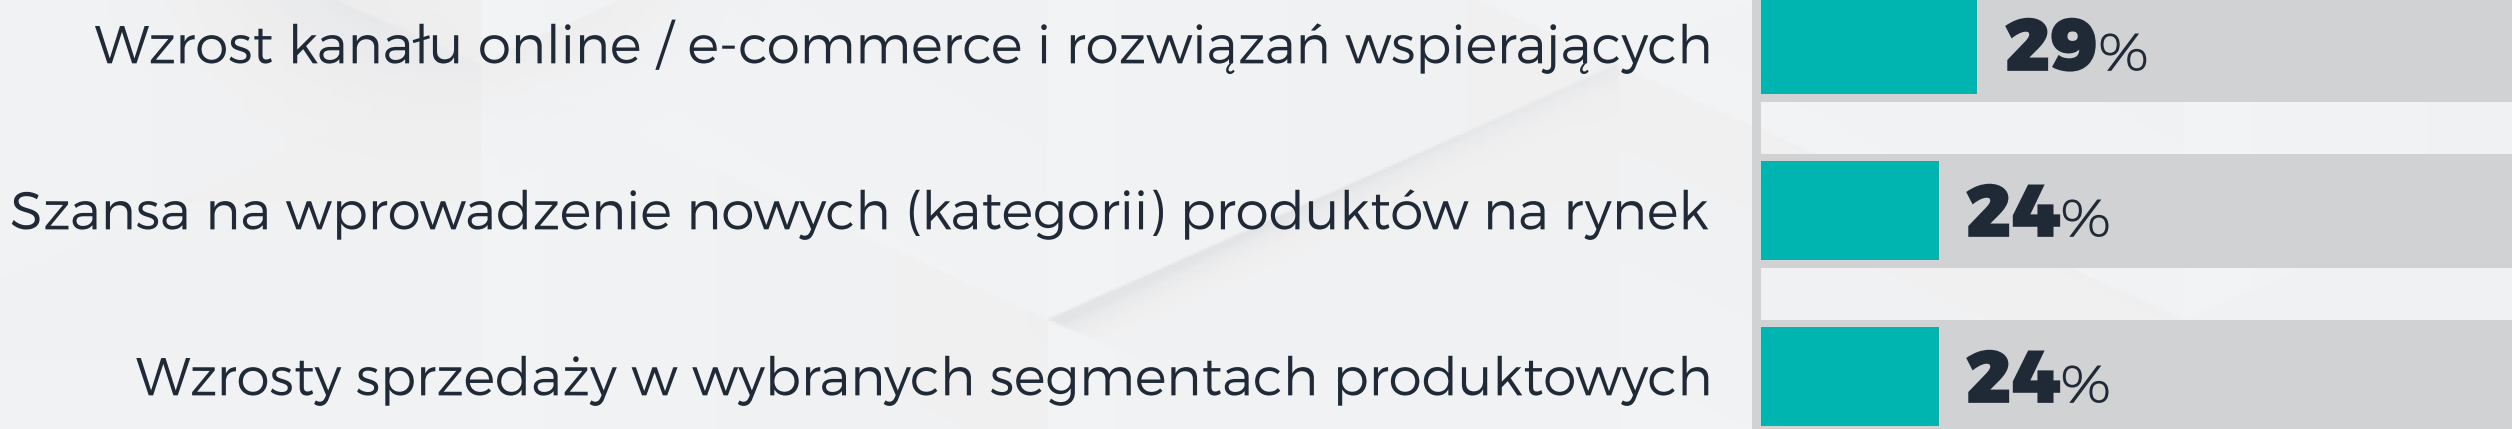 Wzrost kanału online / e-commerce i rozwiązań wspierających 29%
Szansa na wprowadzenie nowych (kategorii) produktów na rynek 24%
Wzrosty sprzedaży w wybranych segmentach produktowych 24%